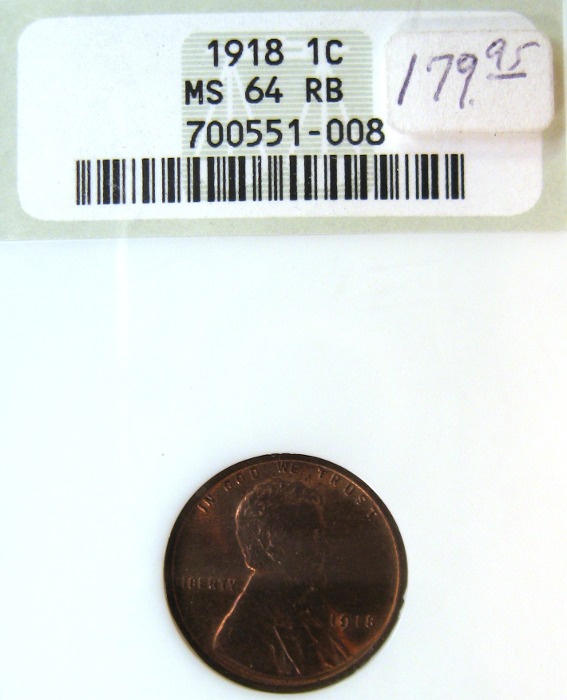 1918 1C
179.95
MS 64 RB
700551-008
IN GOD WE TRUST
LIBERTY
1918